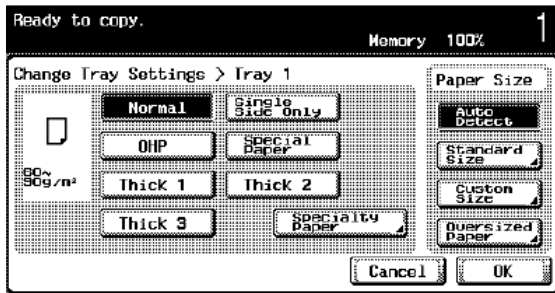 Ready to copy.
1
Memory 100%
Change Tray Settings > Tray 1
Paper Size
Normal
Single
Side Only
Auto
Detect
OHP
Special
Paper
Standard
Size
60~
90g/m²
Thick 1
Thick 2
Custom
Size
Thick 3
Specialty
Paper
Oversized
Paper
Cancel
OK